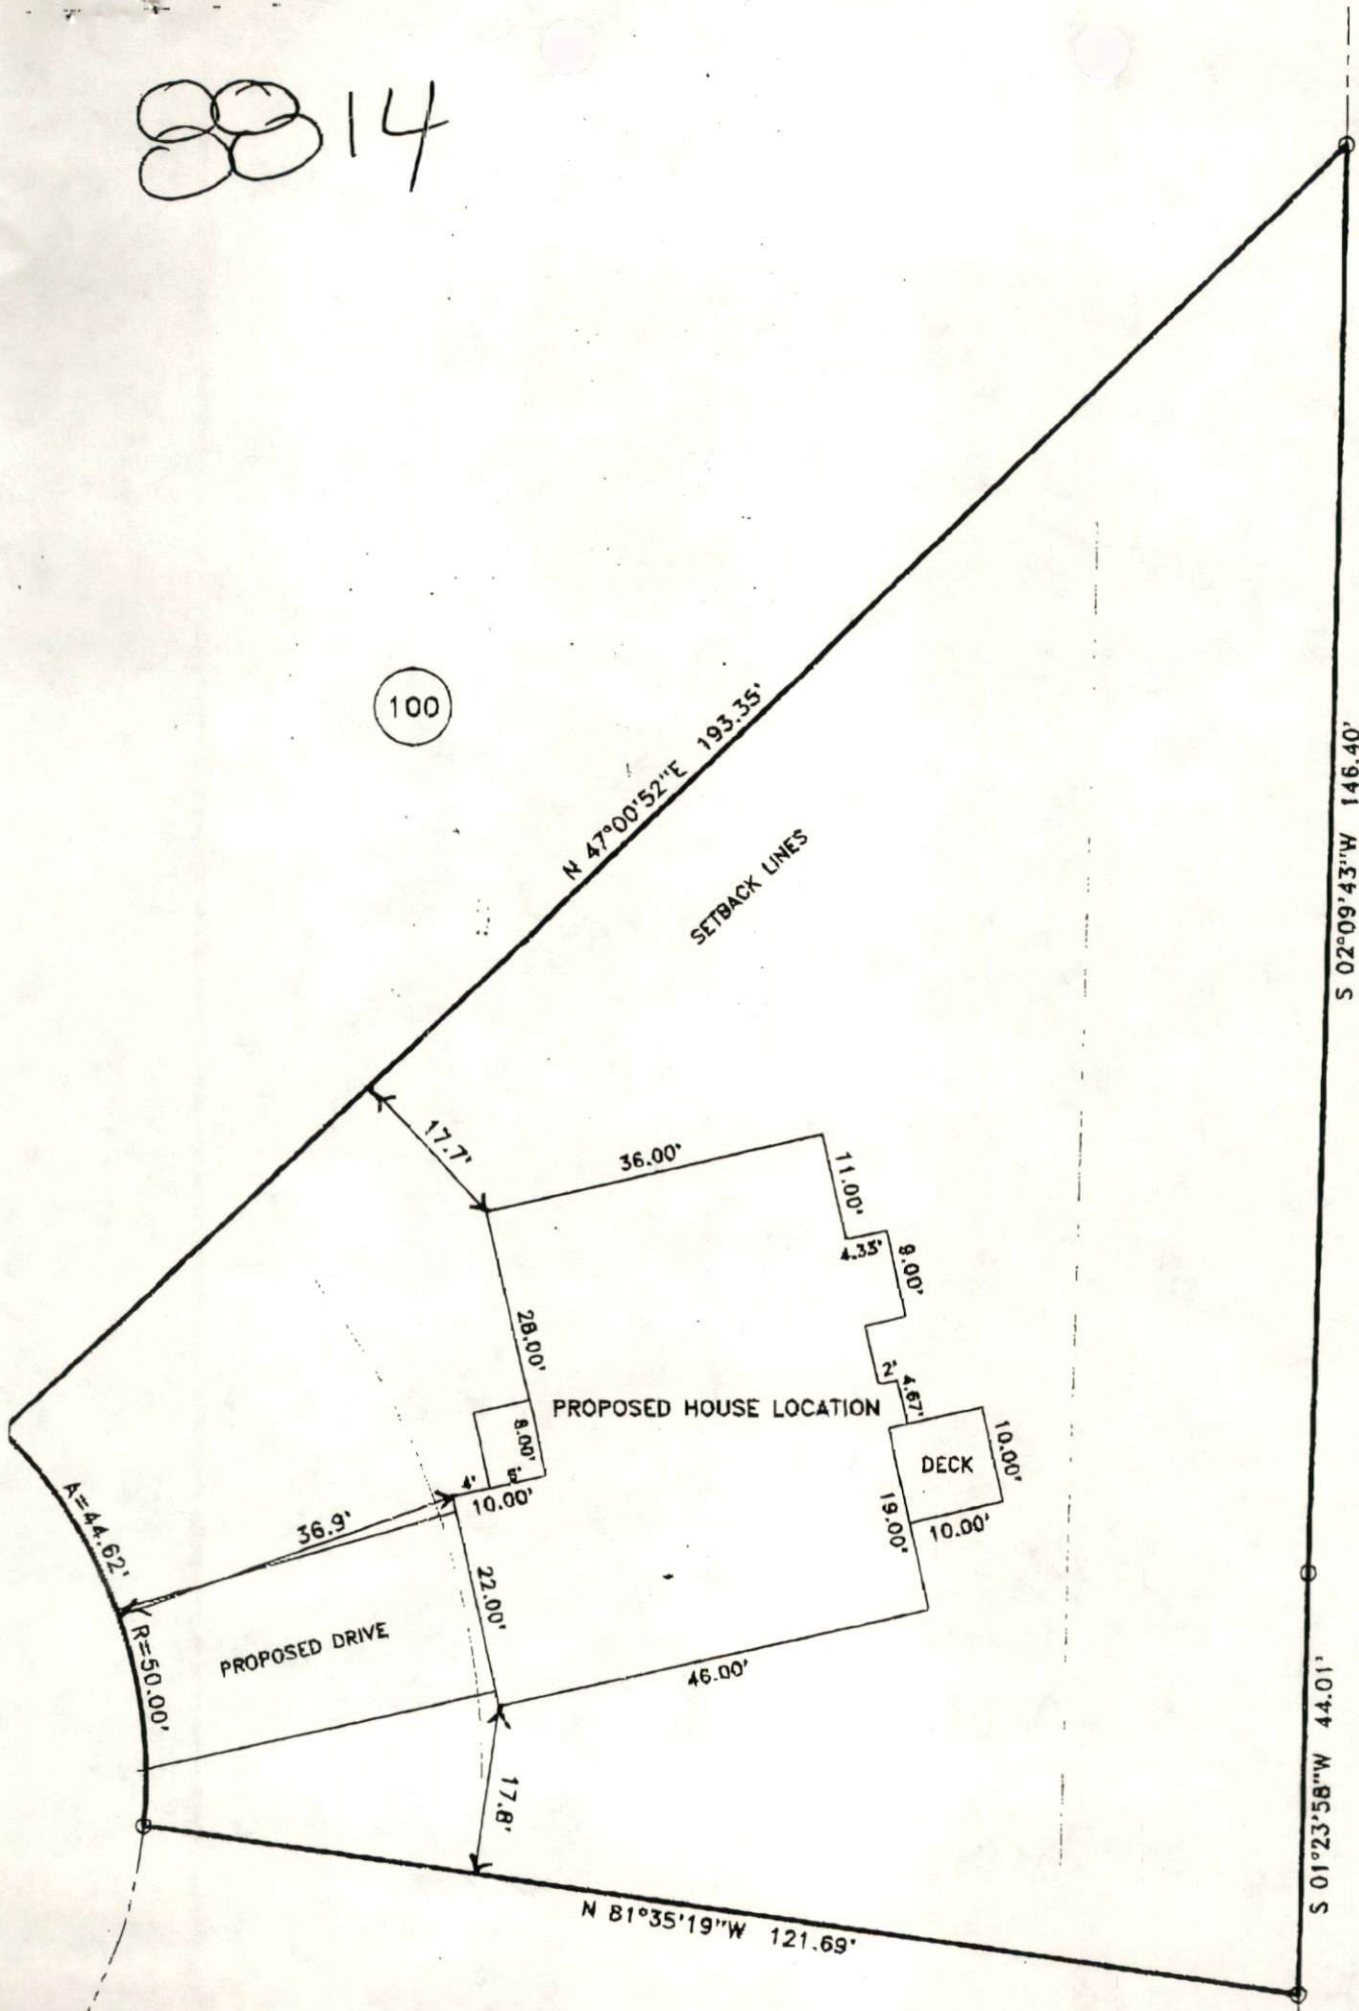 8814
100
N 47°00'52"E 193.35'
SETBACK LINES
S 02°09'43"W 146.40'
17.7'
36.00'
11.00'
4.33'
9.00'
28.00'
2'
4.67'
PROPOSED HOUSE LOCATION
8.00'
DECK
10.00'
4'
10.00'
19.00'
10.00'
A=44.62'
36.9'
22.00'
R=50.00'
PROPOSED DRIVE
46.00'
17.8'
S 01°23'58"W 44.01'
N 81°35'19"W 121.69'